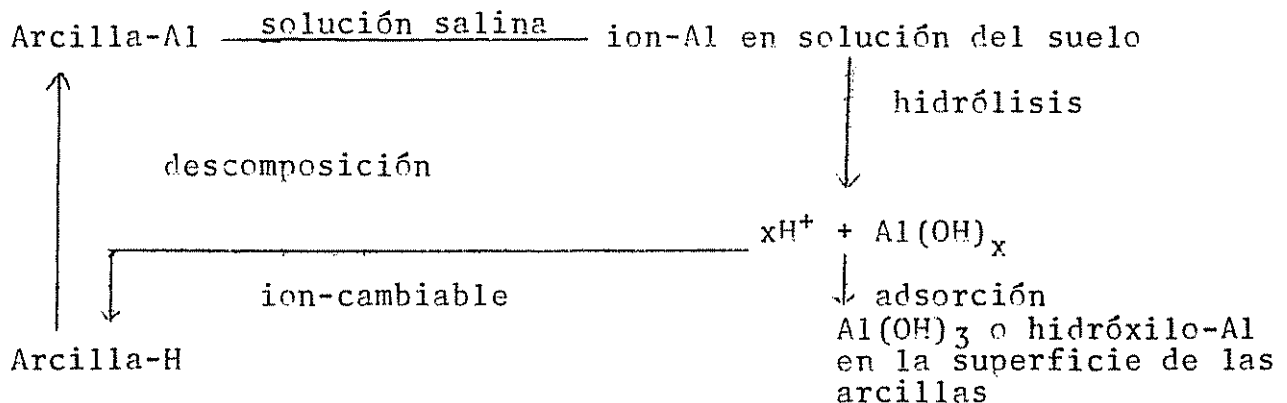 Arcilla-Al solución salina ion-Al en solución del suelo
hidrólisis
descomposición
xH⁺ + Al(OH)ₓ
ion-cambiable
adsorción
Al(OH)₃ o hidróxilo-Al
Arcilla-H
en la superficie de las
arcillas